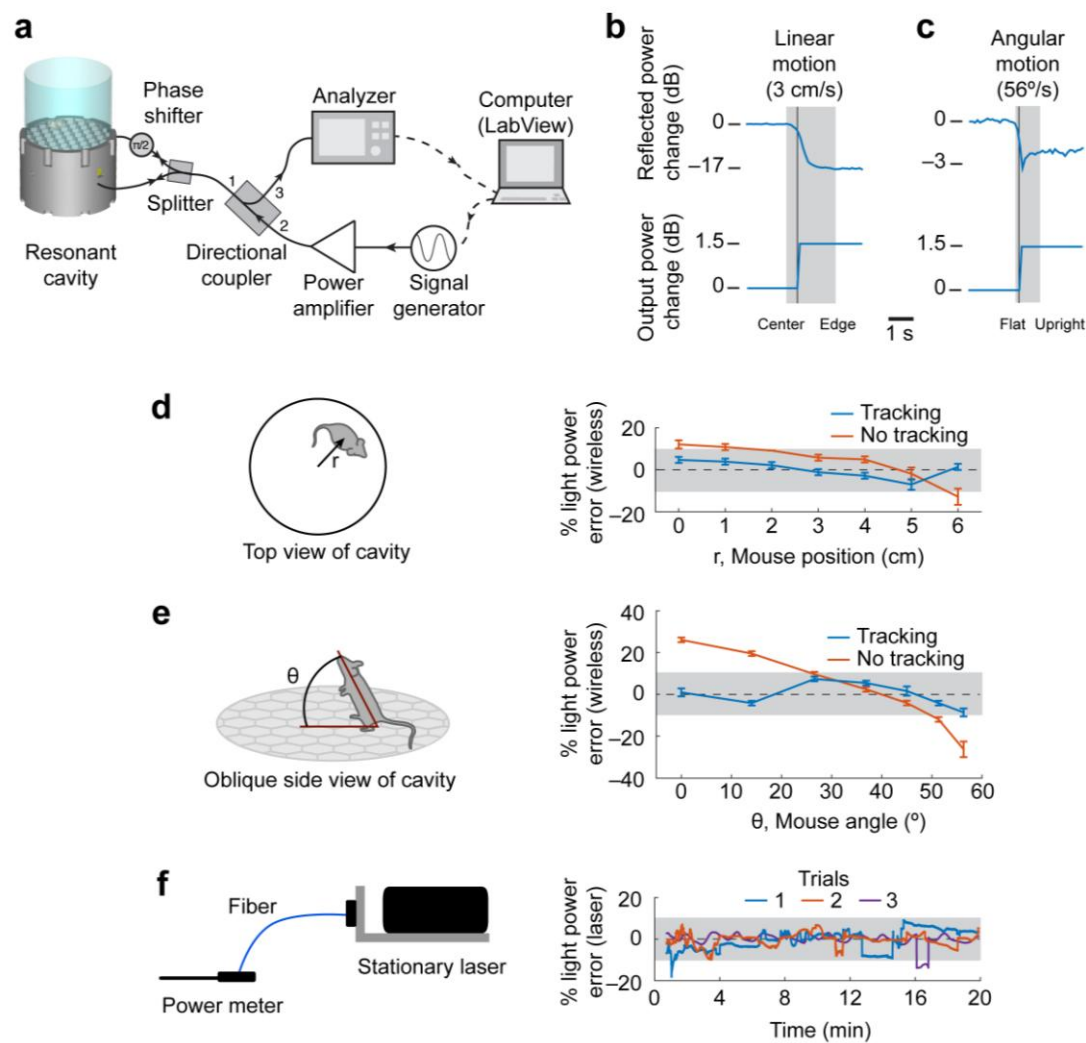 a
Phase
shifter
π/2
Splitter
Resonant
cavity
1
2
3
Directional
coupler
Analyzer
Power
amplifier
Signal
generator
Computer
(LabView)
b
Linear
motion
(3 cm/s)
Reflected power
change (dB)
0
–17
Output power
change (dB)
1.5
0
Center Edge
1 s
c
Angular
motion
(56º/s)
0
–3
1.5
0
Flat Upright
d
r
Top view of cavity
Tracking
No tracking
% light power
error (wireless)
20
0
–20
0 1 2 3 4 5 6
r, Mouse position (cm)
e
θ
Oblique side view of cavity
Tracking
No tracking
% light power
error (wireless)
40
20
0
–20
–40
0 10 20 30 40 50 60
θ, Mouse angle (º)
f
Fiber
Power meter
Stationary laser
Trials
1 2 3
% light power
error (laser)
20
0
–20
0 4 8 12 16 20
Time (min)